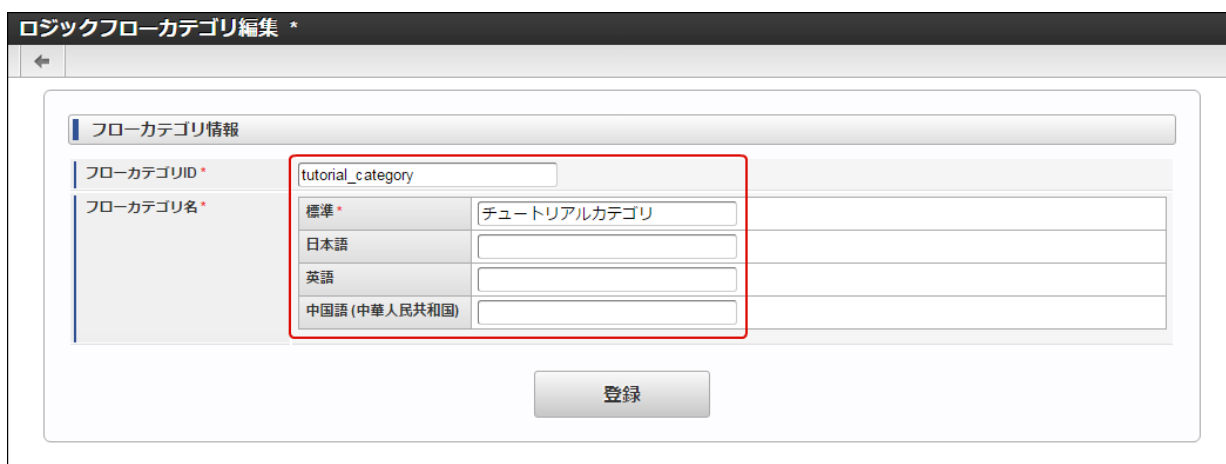 ロジックフローカテゴリ編集 *
フローカテゴリ情報
フローカテゴリID *
tutorial_category
フローカテゴリ名 *
標準 *
チュートリアルカテゴリ
日本語
英語
中国語 (中華人民共和国)
登録